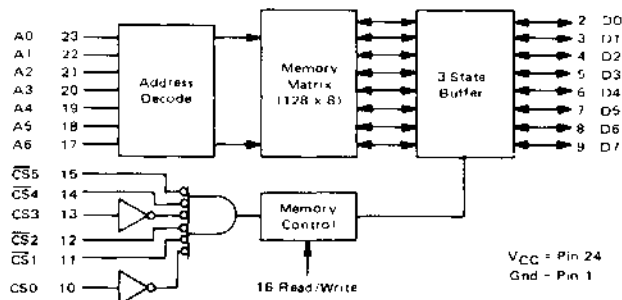 A0 23
A1 22
A2 21
A3 20
A4 19
A5 18
A6 17
Address
Decode
Memory
Matrix
(128 x 8)
3 State
Buffer
2 D0
3 D1
4 D2
5 D3
6 D4
7 D5
8 D6
9 D7
CS5 15
CS4 14
CS3 13
CS2 12
CS1 11
CS0 10
Memory
Control
16 Read/Write
VCC = Pin 24
Gnd = Pin 1